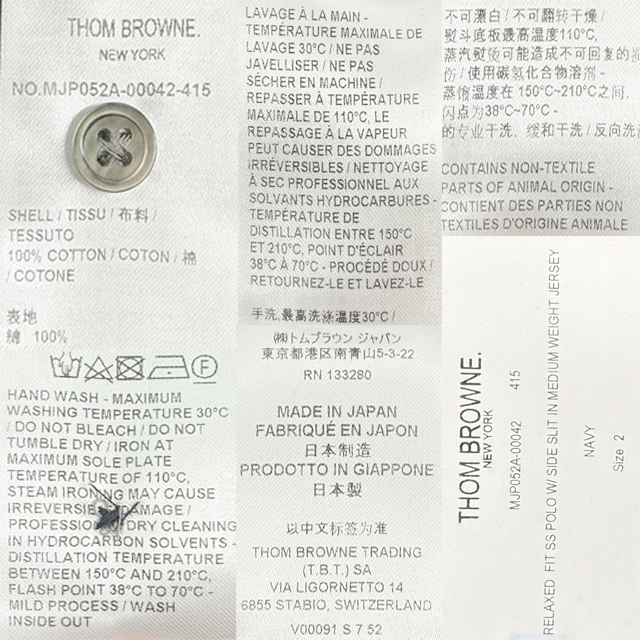 THOM BROWNE.
NEW YORK
NO.MJP052A-00042-415
SHELL / TISSU / 布料 /
TESSUTO
100% COTTON / COTON / 棉
/ COTONE
表地
綿 100%
HAND WASH - MAXIMUM
WASHING TEMPERATURE 30°C
/ DO NOT BLEACH / DO NOT
TUMBLE DRY / IRON AT
MAXIMUM SOLE PLATE
TEMPERATURE OF 110°C,
STEAM IRONING MAY CAUSE
IRREVERSIBLE DAMAGE /
PROFESSIONAL DRY CLEANING
IN HYDROCARBON SOLVENTS -
DISTILLATION TEMPERATURE
BETWEEN 150°C AND 210°C,
FLASH POINT 38°C TO 70°C -
MILD PROCESS / WASH
INSIDE OUT
LAVAGE À LA MAIN -
TEMPÉRATURE MAXIMALE DE
LAVAGE 30°C / NE PAS
JAVELLISER / NE PAS
SÉCHER EN MACHINE /
REPASSER À TEMPÉRATURE
MAXIMALE DE 110°C, LE
REPASSAGE À LA VAPEUR
PEUT CAUSER DES DOMMAGES
IRRÉVERSIBLES / NETTOYAGE
À SEC PROFESSIONNEL AUX
SOLVANTS HYDROCARBURES -
TEMPÉRATURE DE
DISTILLATION ENTRE 150°C
ET 210°C, POINT D'ÉCLAIR
38°C À 70°C - PROCÉDÉ DOUX /
RETOURNEZ-LE ET LAVEZ-LE
手洗,最高洗涤温度30°C /
㈱トムブラウン ジャパン
東京都港区南青山5-3-22
RN 133280
MADE IN JAPAN
FABRIQUÉ EN JAPON
日本制造
PRODOTTO IN GIAPPONE
日本製
以中文标签为准
THOM BROWNE TRADING
(T.B.T.) SA
VIA LIGORNETTO 14
6855 STABIO, SWITZERLAND
V00091 S 7 52
不可漂白 / 不可翻转干燥 /
熨斗底板最高温度110°C,
蒸汽熨烫可能造成不可回复的损
伤 / 使用碳氢化合物溶剂 -
蒸馏温度在 150°C~210°C之间,
闪点为38°C~70°C -
的专业干洗、缓和干洗 / 反向洗涤
CONTAINS NON-TEXTILE
PARTS OF ANIMAL ORIGIN -
CONTIENT DES PARTIES NON
TEXTILES D'ORIGINE ANIMALE
THOM BROWNE.
NEW YORK
MJP052A-00042 415
RELAXED FIT SS POLO W/ SIDE SLIT IN MEDIUM WEIGHT JERSEY
NAVY
Size 2